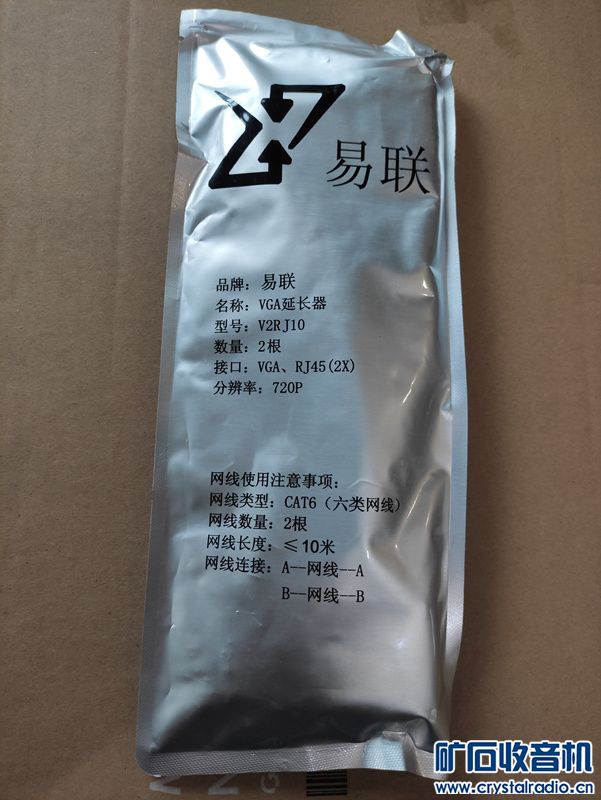 易联
品牌：易联
名称：VGA延长器
型号：V2RJ10
数量：2根
接口：VGA、RJ45(2X)
分辨率：720P
网线使用注意事项：
网线类型：CAT6（六类网线）
网线数量：2根
网线长度：≤10米
网线连接：A--网线--A
B--网线--B
矿石收音机
www.crystalradio.cn